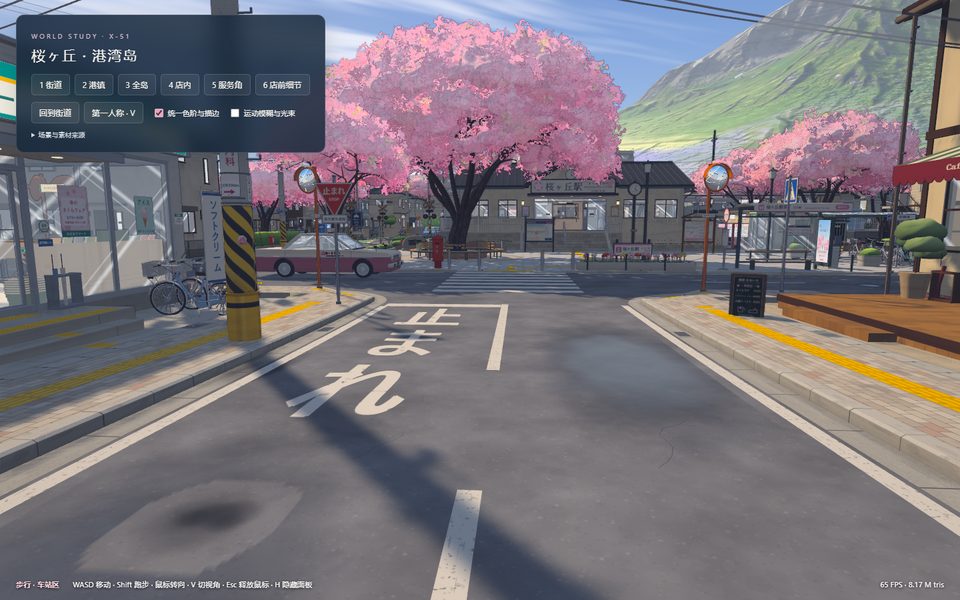 WORLD STUDY · X-51
桜ヶ丘・港湾岛
1 街道
2 港镇
3 全岛
4 店内
5 服务角
6 店前细节
回到街道
第一人称 · V
统一色阶与描边
运动模糊与光束
场景与素材来源
止まれ
ソフトクリーム
桜ヶ丘駅
止まれ
步行 · 车站区
WASD 移动 · Shift 跑步 · 鼠标转向 · V 切视角 · Esc 释放鼠标 · H 隐藏面板
65 FPS · 8.17 M tris